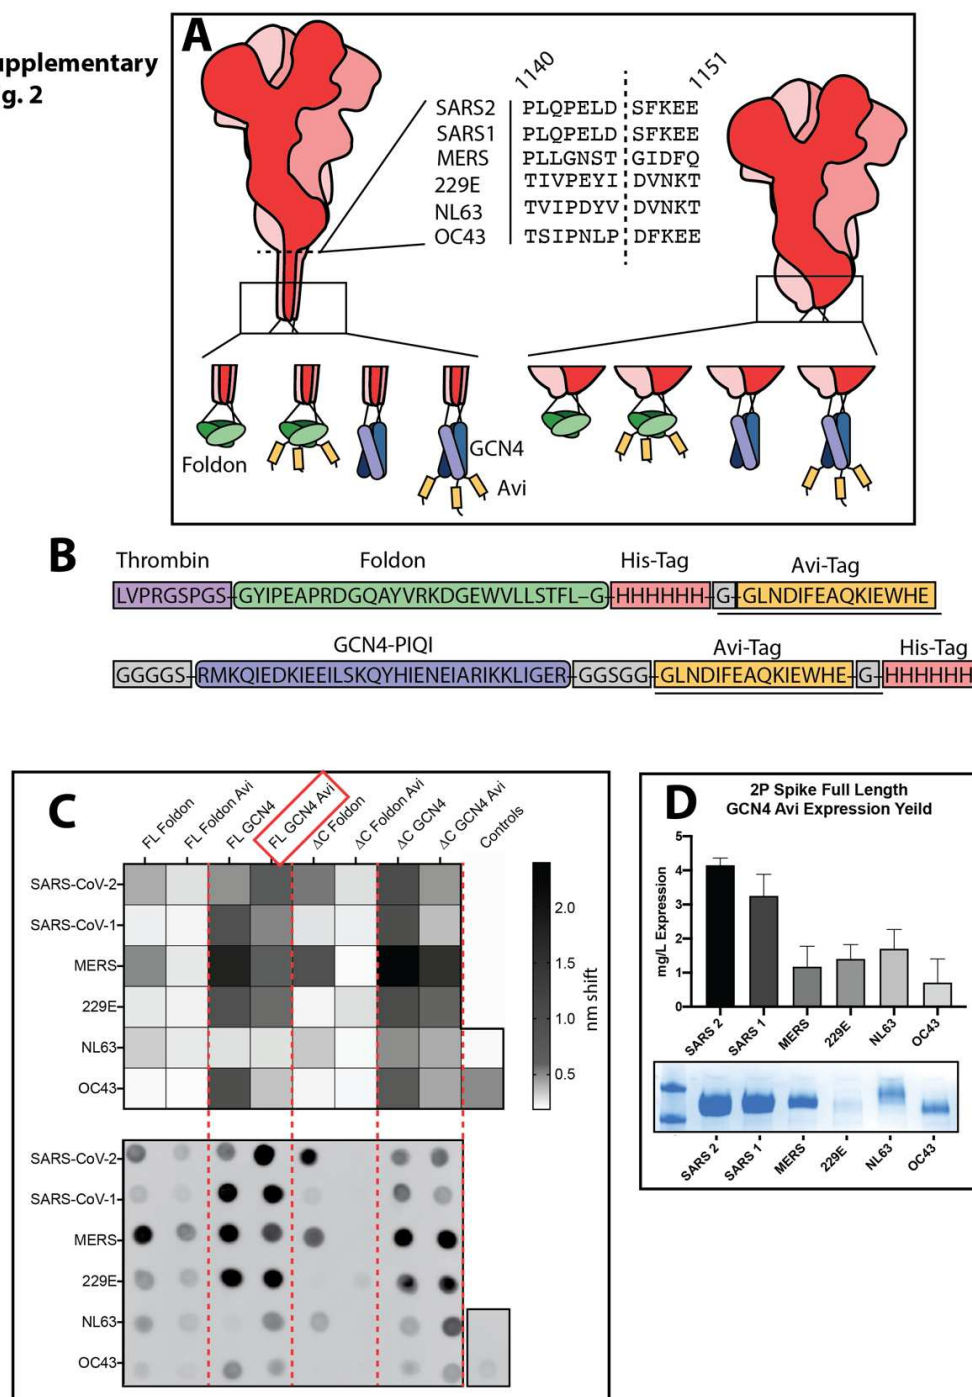 A
upplementary
g. 2
1140
1151
SARS2 PLQPELD SFKEE
SARS1 PLQPELD SFKEE
MERS PLLGNST GIDFQ
229E TIVPEYI DVNKT
NL63 TVIPDYV DVNKT
OC43 TSIPNLP DFKEE
Foldon
GCN4
Avi
B
Thrombin Foldon His-Tag Avi-Tag
LVPRGSPGS-GYIPEAPRDGQAYVRKDGEWVLLSTFL-G-HHHHHH-G-GLNDIFEAQKIEWHE
GCN4-PIQI Avi-Tag His-Tag
GGGGS-RMKQIEDKIEEILSKQYHIENEIARIKKLIGER-GGSGG-GLNDIFEAQKIEWHE-G-HHHHHH
C
FL Foldon
FL Foldon Avi
FL GCN4
FL GCN4 Avi
ΔC Foldon
ΔC Foldon Avi
ΔC GCN4
ΔC GCN4 Avi
Controls
SARS-CoV-2
SARS-CoV-1
MERS
229E
NL63
OC43
2.0
1.0
0.5
nm shift
SARS-CoV-2
SARS-CoV-1
MERS
229E
NL63
OC43
D
2P Spike Full Length
GCN4 Avi Expression Yeild
mg/L Expression
5
4
3
2
1
0
SARS 2
SARS 1
MERS
229E
NL63
OC43
SARS 2
SARS 1
MERS
229E
NL63
OC43